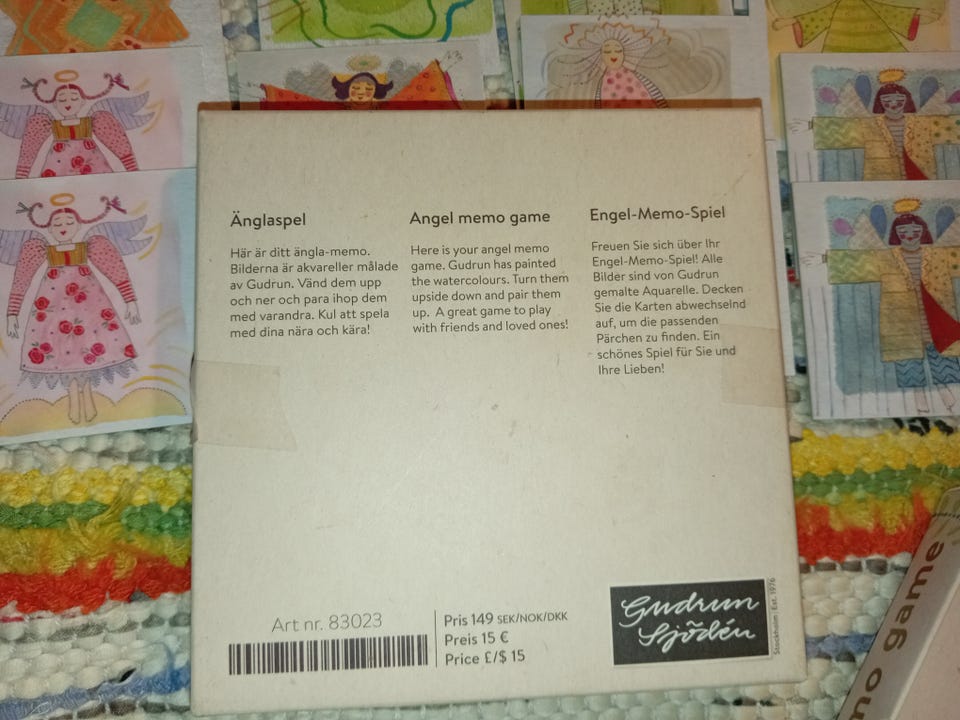 Änglaspel
Här är ditt ängla-memo.
Bilderna är akvareller målade
av Gudrun. Vänd dem upp
och ner och para ihop dem
med varandra. Kul att spela
med dina nära och kära!
Angel memo game
Here is your angel memo
game. Gudrun has painted
the watercolours. Turn them
upside down and pair them
up. A great game to play
with friends and loved ones!
Engel-Memo-Spiel
Freuen Sie sich über Ihr
Engel-Memo-Spiel! Alle
Bilder sind von Gudrun
gemalte Aquarelle. Decken
Sie die Karten abwechselnd
auf, um die passenden
Pärchen zu finden. Ein
schönes Spiel für Sie und
Ihre Lieben!
Art nr. 83023
Pris 149 SEK/NOK/DKK
Preis 15 €
Price £/$ 15
Gudrun
Sjödén
Stockholm | Est. 1976
mo game